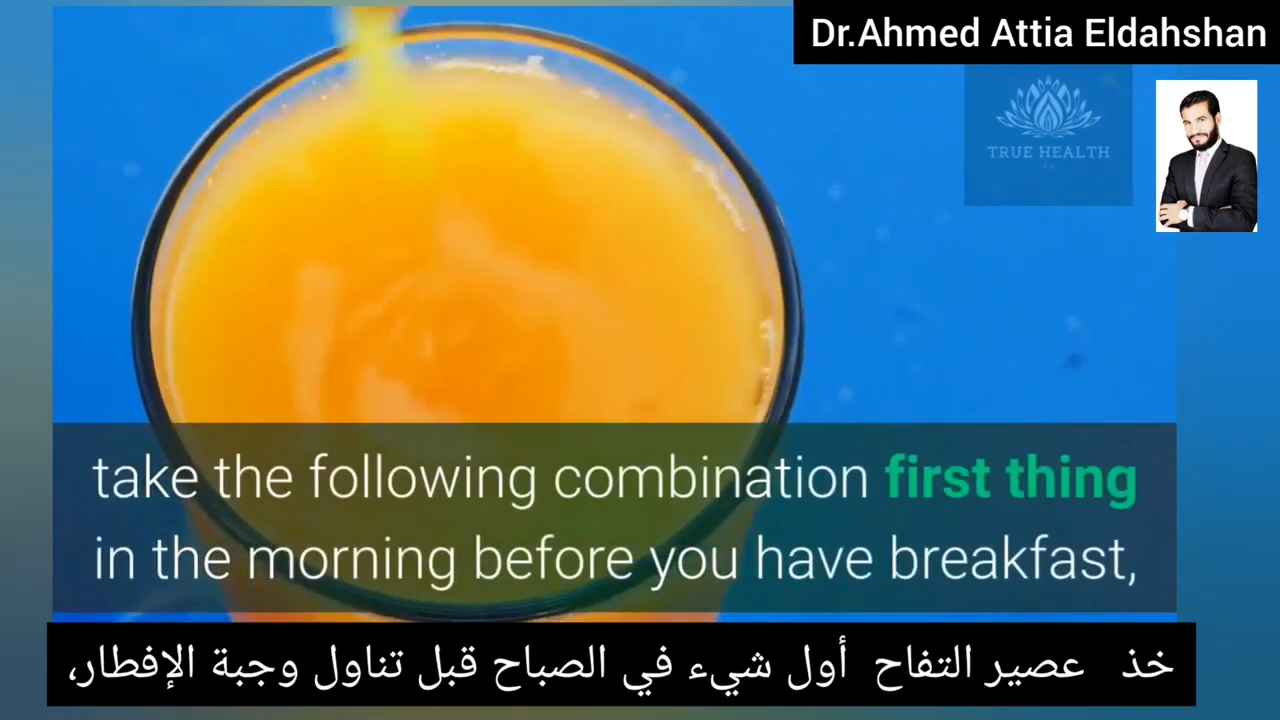 Dr.Ahmed Attia Eldahshan
TRUE HEALTH
take the following combination first thing
in the morning before you have breakfast,
خذ عصير التفاح أول شيء في الصباح قبل تناول وجبة الإفطار،